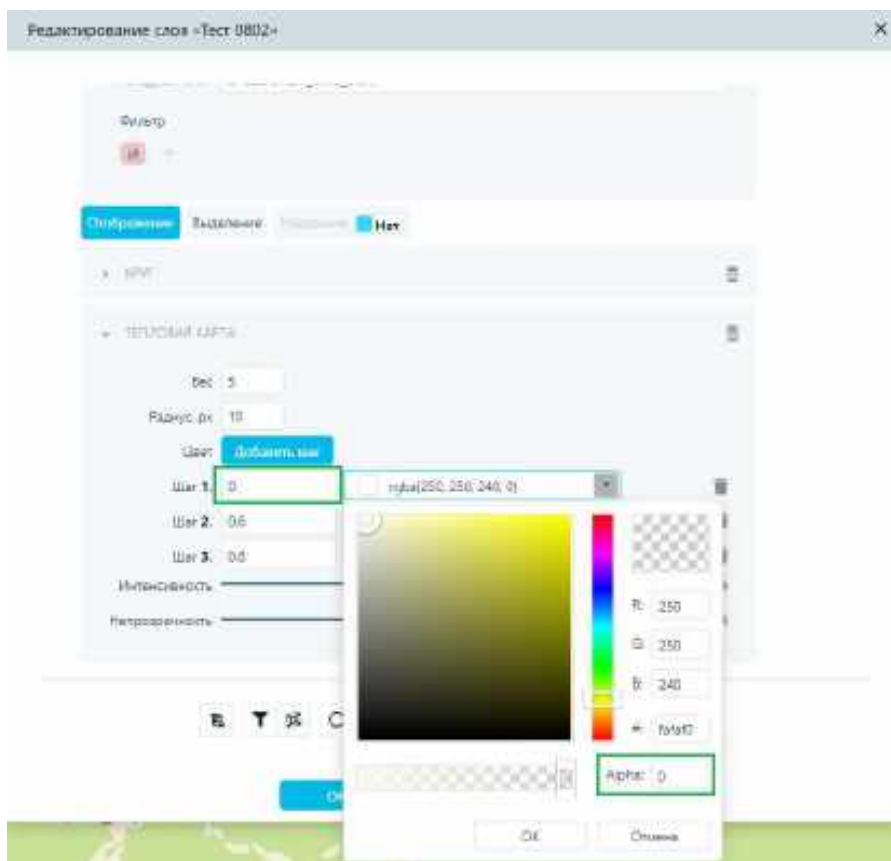 Редактирование слоя «Тест 0802»
Фильтр
Отображение Выделение Нет
КРУГ
ТЕПЛОВАЯ КАРТА
Вес 5
Радиус, px 10
Цвет Добавить шаг
Шаг 1. 0 rgba(250, 250, 240, 0)
Шаг 2. 0.6
Шаг 3. 0.8
Интенсивность
Непрозрачность
R: 250
G: 250
B: 240
#: fafaf0
Alpha: 0
OK Отмена